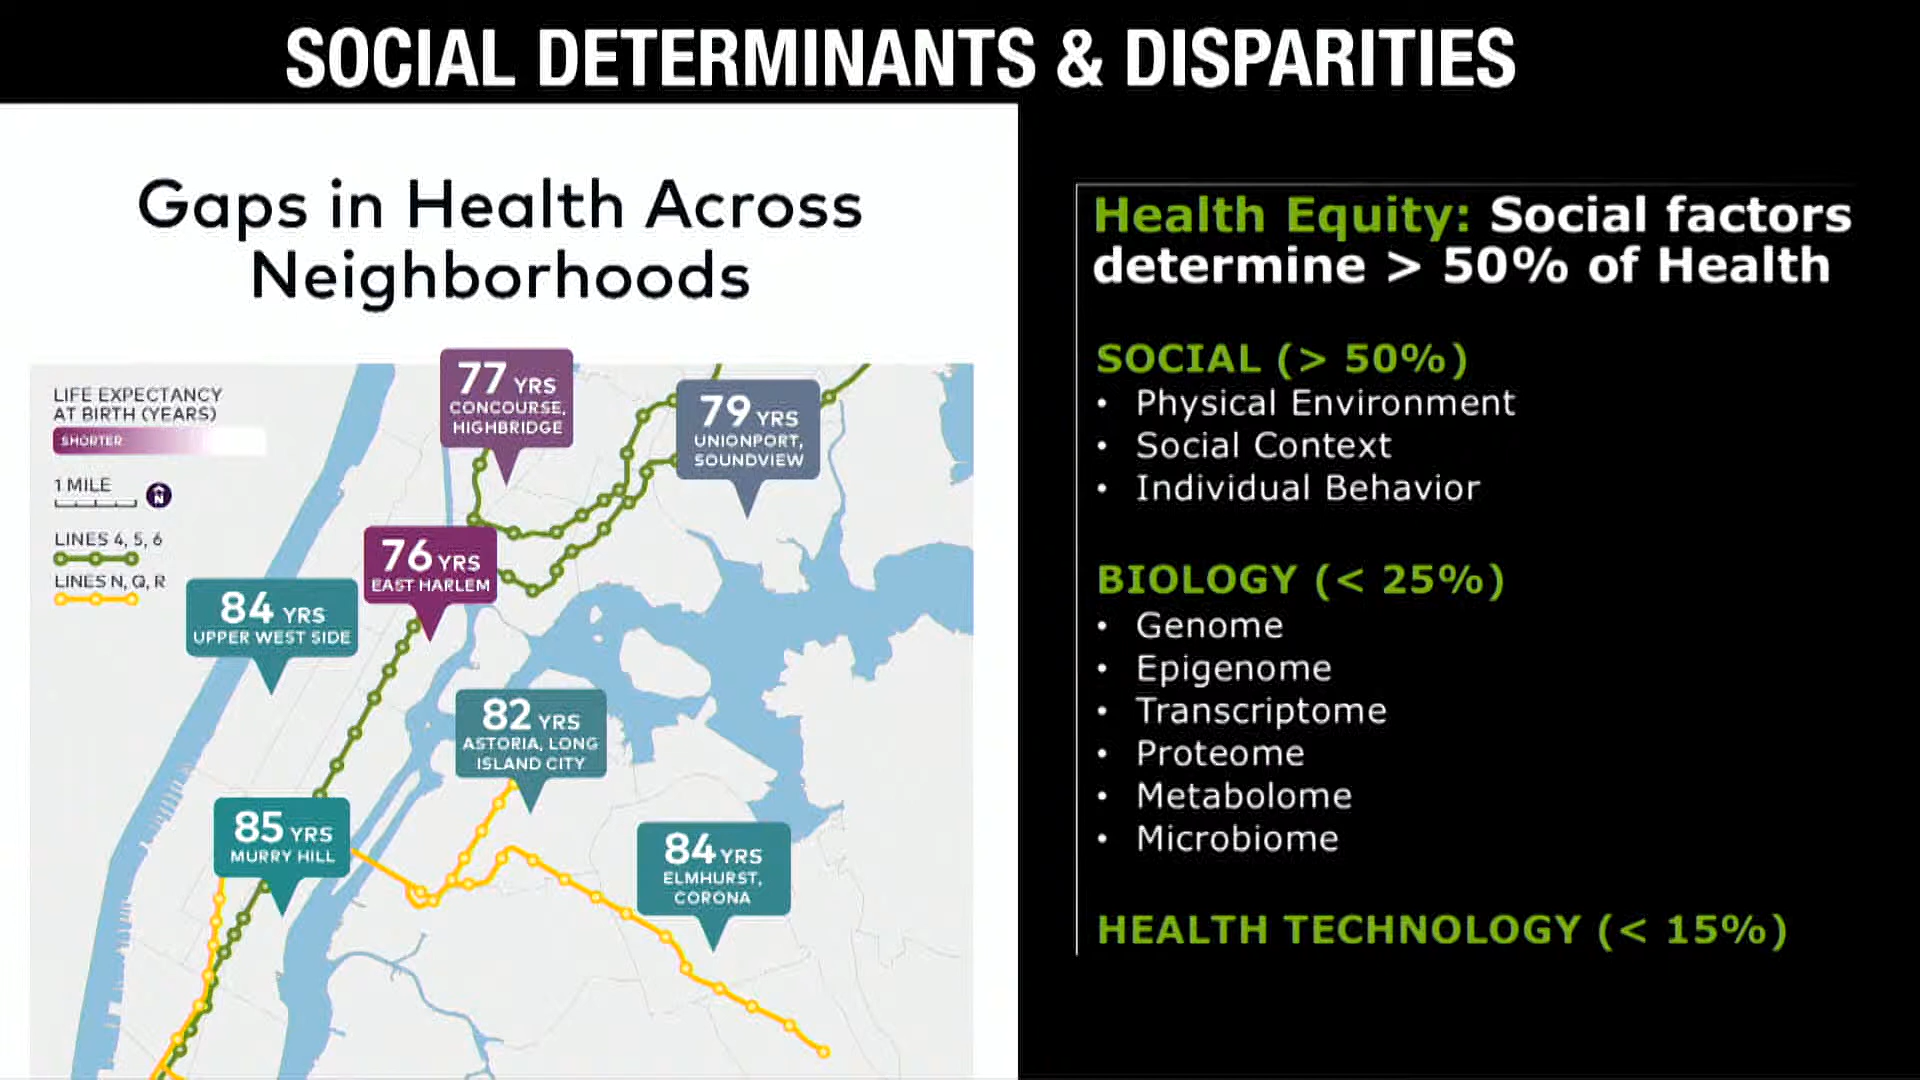 SOCIAL DETERMINANTS & DISPARITIES
Gaps in Health Across
Neighborhoods
LIFE EXPECTANCY
AT BIRTH (YEARS)
SHORTER
1 MILE
N
LINES 4, 5, 6
LINES N, Q, R
77 YRS
CONCOURSE,
HIGHBRIDGE
79 YRS
UNIONPORT,
SOUNDVIEW
76 YRS
EAST HARLEM
84 YRS
UPPER WEST SIDE
82 YRS
ASTORIA, LONG
ISLAND CITY
85 YRS
MURRY HILL
84 YRS
ELMHURST,
CORONA
Health Equity: Social factors
determine > 50% of Health
SOCIAL (> 50%)
• Physical Environment
• Social Context
• Individual Behavior
BIOLOGY (< 25%)
• Genome
• Epigenome
• Transcriptome
• Proteome
• Metabolome
• Microbiome
HEALTH TECHNOLOGY (< 15%)